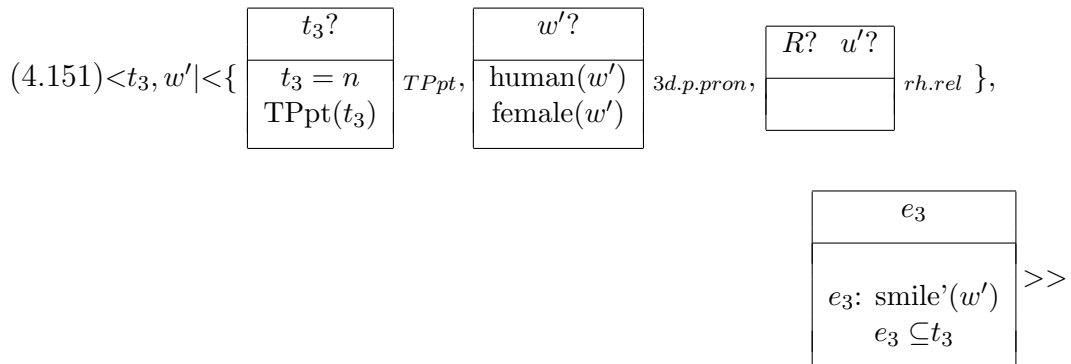 t₃? w′? R? u′?
(4.151)<t₃, w′|<{ t₃ = n TPpt, human(w′) 3d.p.pron, rh.rel },
TPpt(t₃) female(w′)
e₃
e₃: smile’(w′) >>
e₃ ⊆t₃